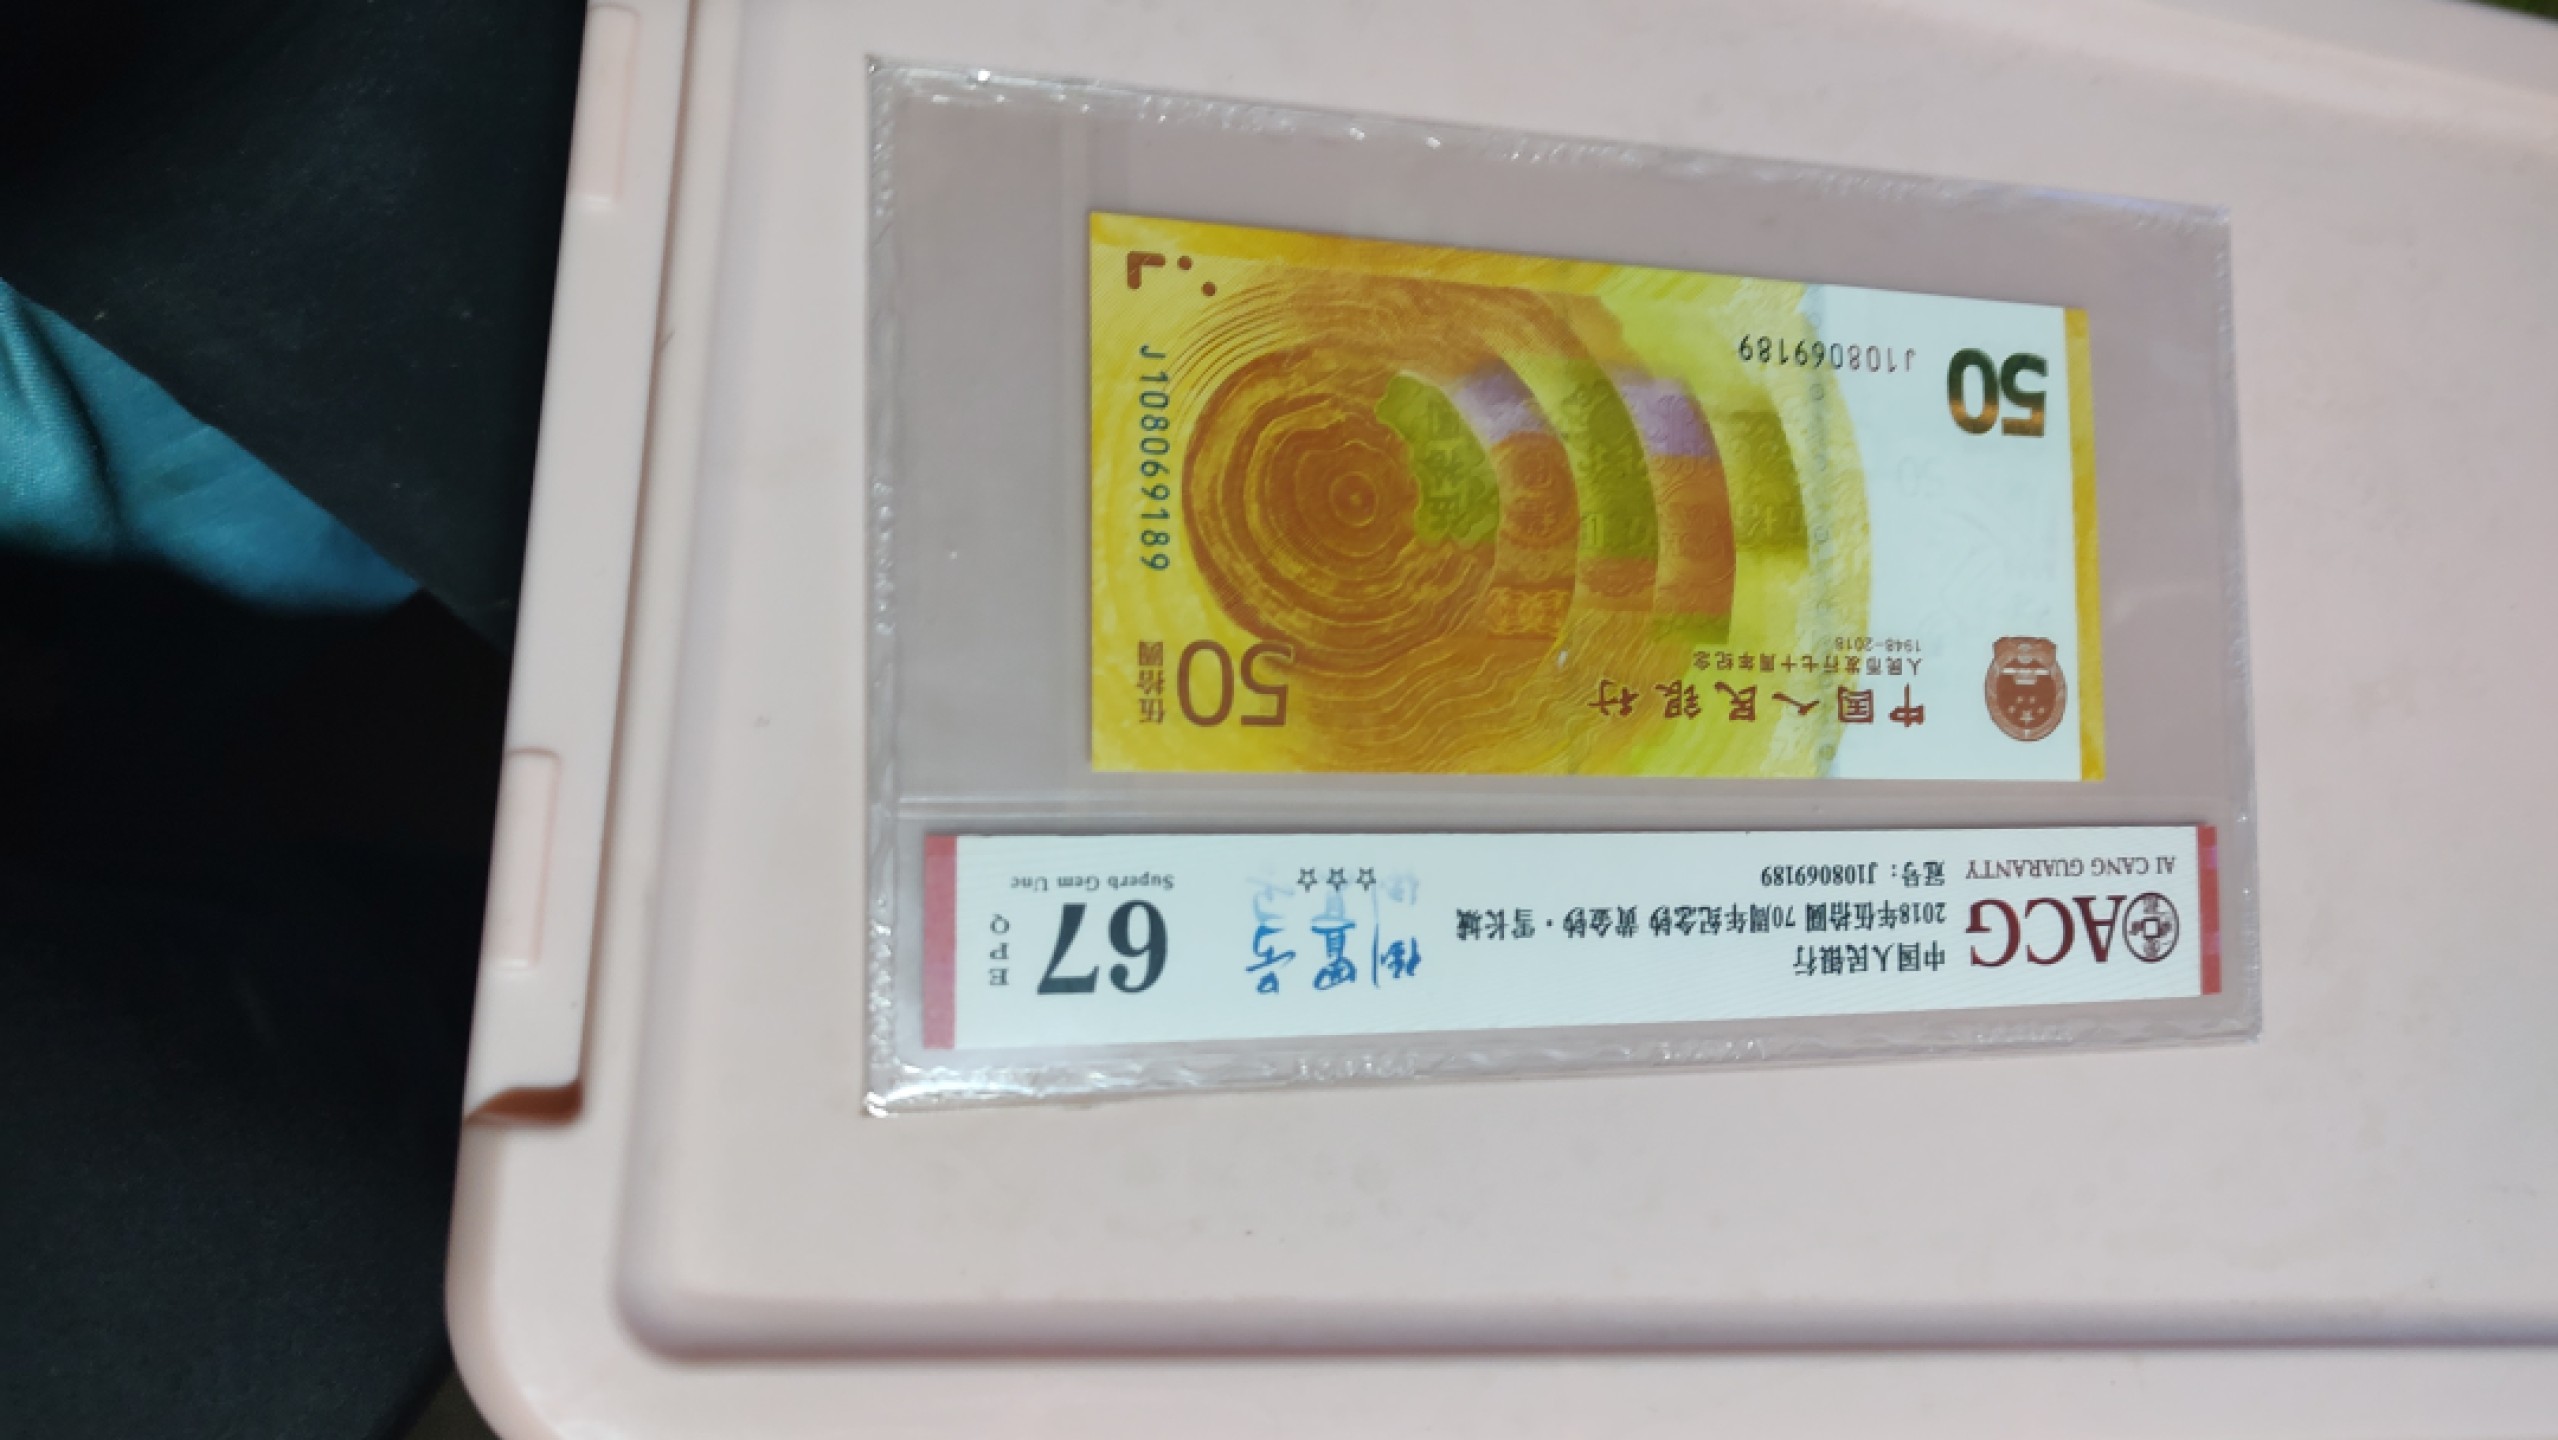 ACG
AI CANG GUARANTY
中国人民银行
2018年伍拾圆 70周年纪念钞 黄金钞·雪长城
冠号：J108069189
倒置号
☆☆☆
67
EPQ
Superb Gem Unc
中国人民银行
人民币发行七十周年纪念
1948-2018
50
伍拾圆
J108069189
50
J108069189